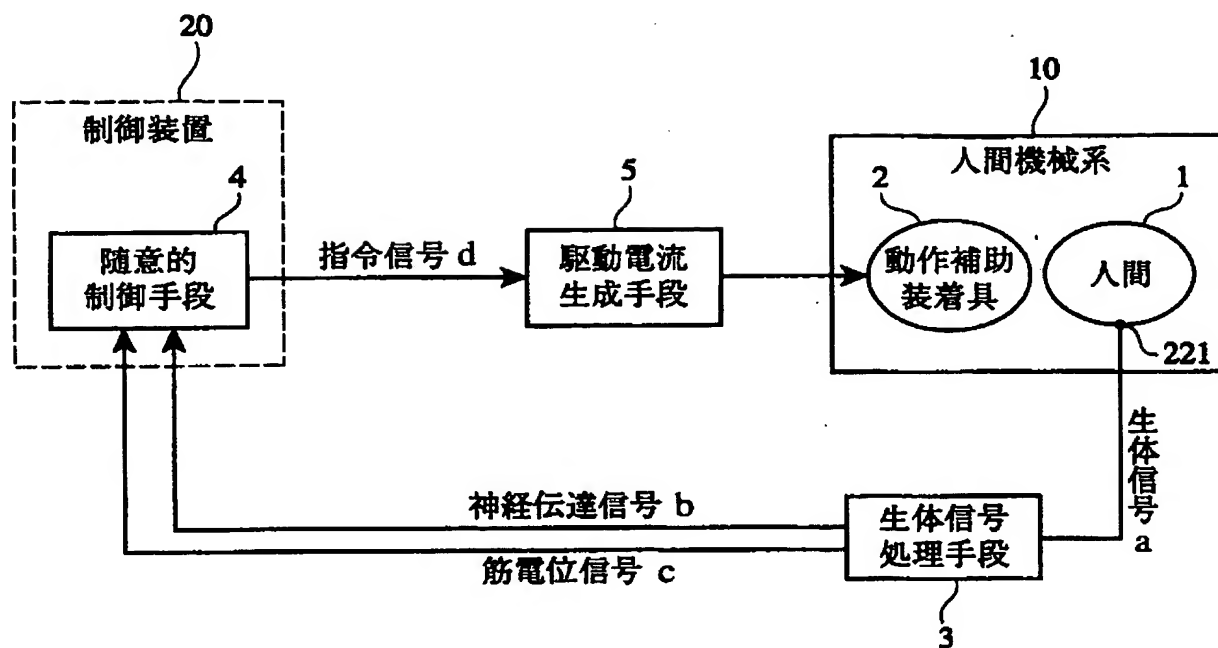 20
10
制御装置
人間機械系
4
5
2
1
随意的
制御手段
指令信号 d
駆動電流
生成手段
動作補助
装着具
人間
221
生体信号 a
神経伝達信号 b
生体信号
処理手段
筋電位信号 c
3